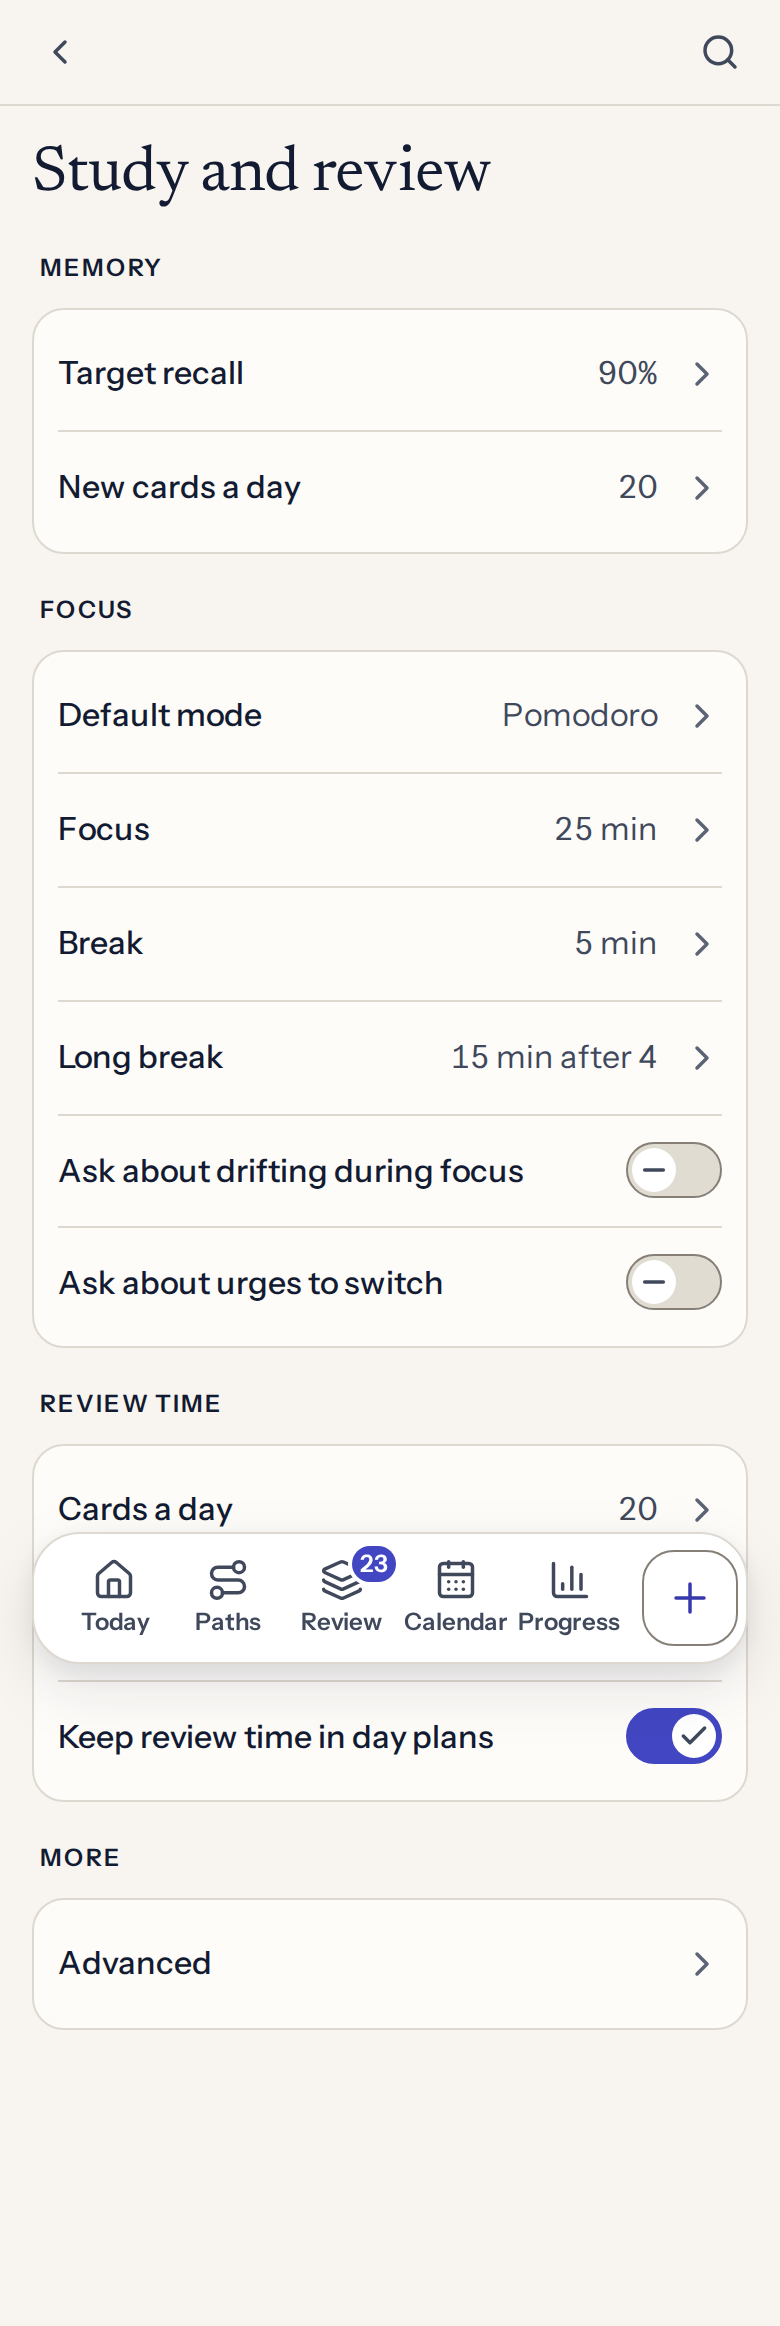 Study and review
MEMORY
Target recall 90%
New cards a day 20
FOCUS
Default mode Pomodoro
Focus 25 min
Break 5 min
Long break 15 min after 4
Ask about drifting during focus
Ask about urges to switch
REVIEW TIME
Cards a day 20
23
Today Paths Review Calendar Progress
Keep review time in day plans
MORE
Advanced